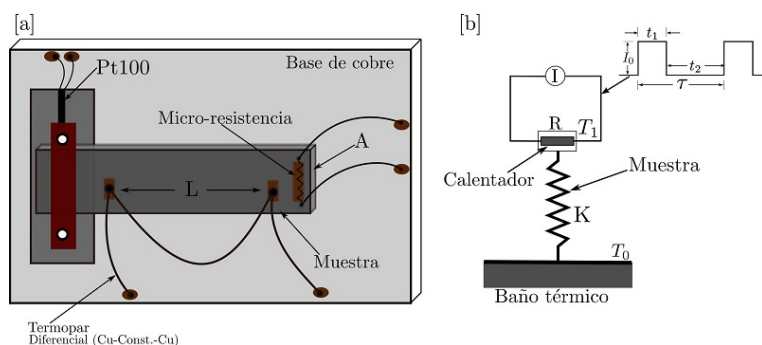 [a]
Pt100
Base de cobre
Micro-resistencia
A
L
Muestra
Termopar
Diferencial (Cu-Const.-Cu)
[b]
t₁
I₀
t₂
τ
I
R
T₁
Calentador
Muestra
K
T₀
Baño térmico